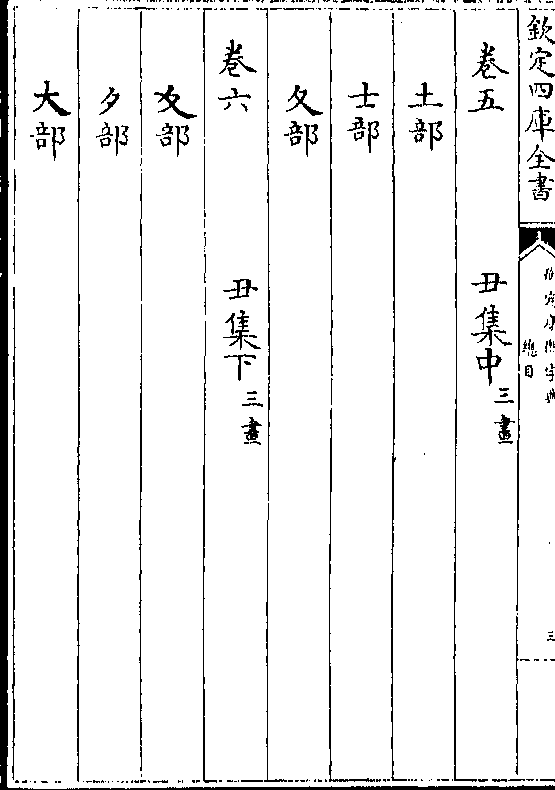 欽定四庫全書
御定康熙字典
總目
三
卷五 丑集中 三畫
土部
士部
夂部
卷六 丑集下 三畫
夊部
夕部
大部